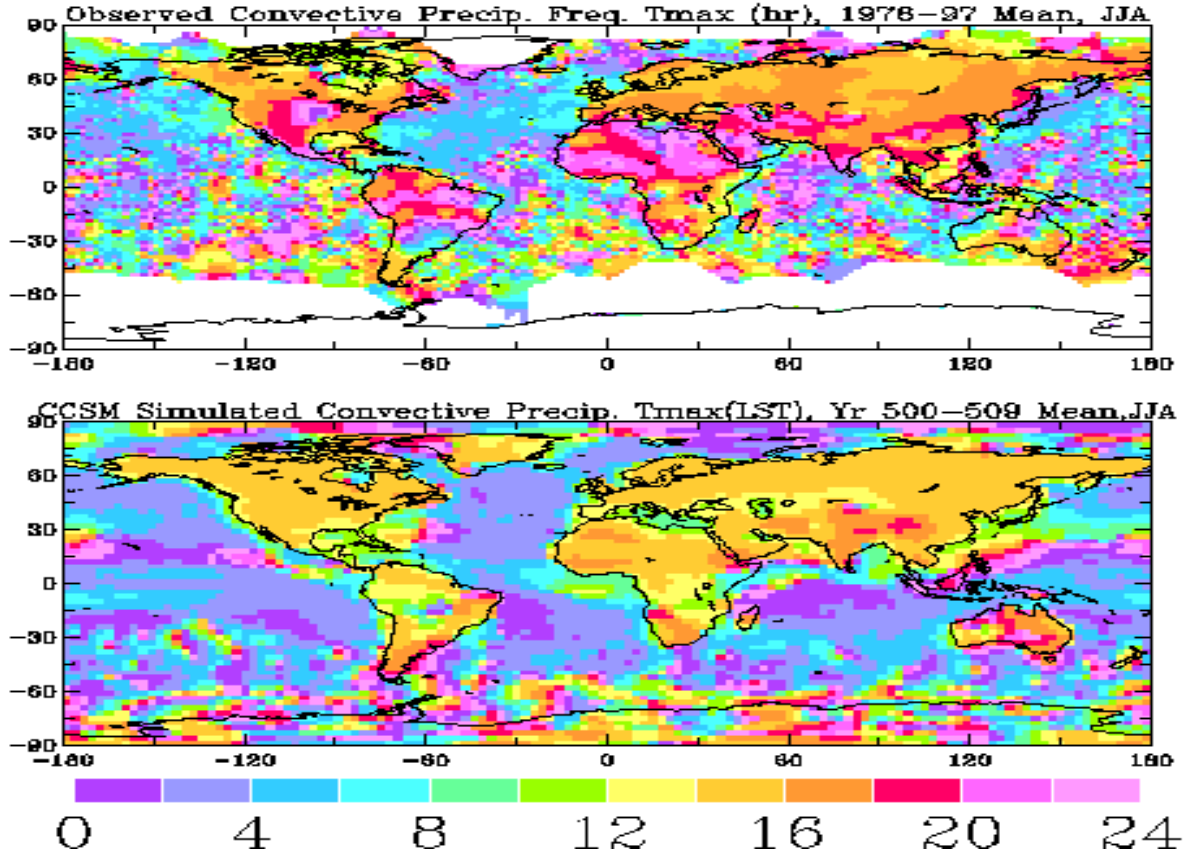 Observed Convective Precip. Freq. Tmax (hr), 1976-97 Mean, JJA
90
60
30
0
-30
-60
-90
-180 -120 -60 0 60 120 180
CCSM Simulated Convective Precip. Tmax(LST), Yr 500-509 Mean,JJA
90
60
30
0
-30
-60
-90
-180 -120 -60 0 60 120 180
0 4 8 12 16 20 24